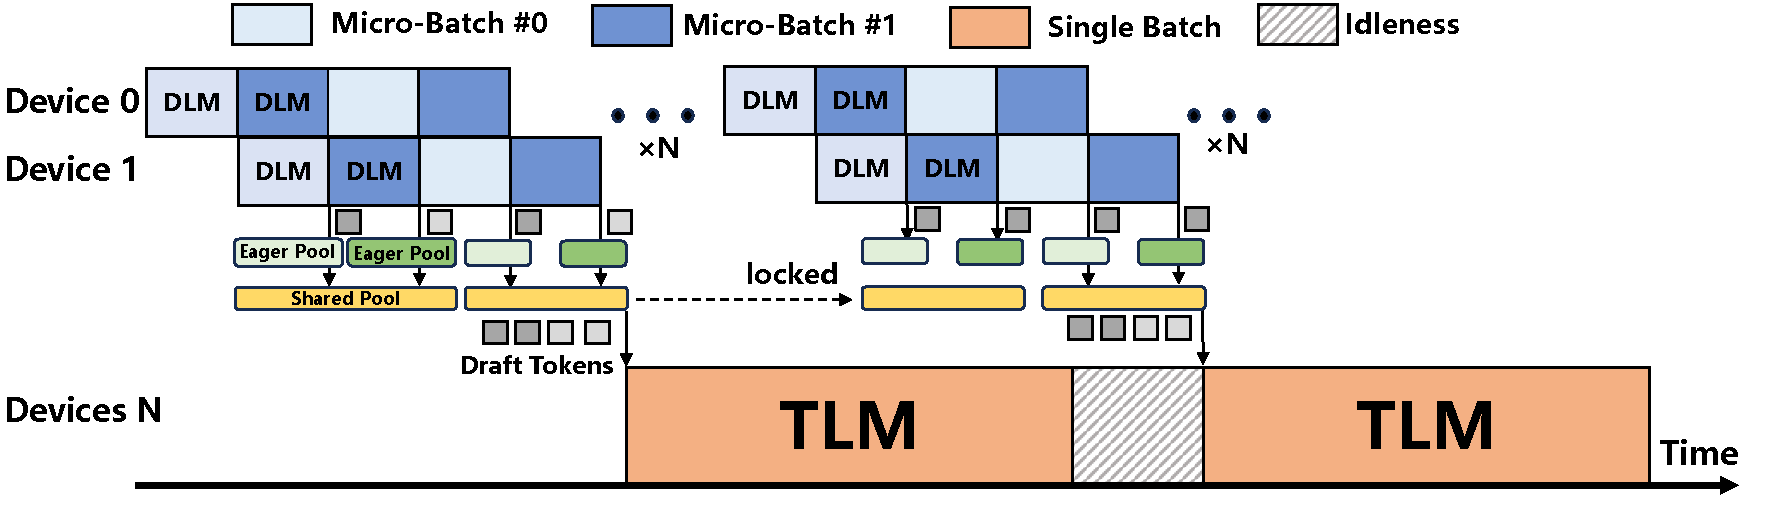 Micro-Batch #0
Micro-Batch #1
Single Batch
Idleness
Device 0
DLM
DLM
DLM
DLM
×N
×N
Device 1
DLM
DLM
DLM
DLM
Eager Pool
Eager Pool
Shared Pool
locked
Draft Tokens
Devices N
TLM
TLM
Time